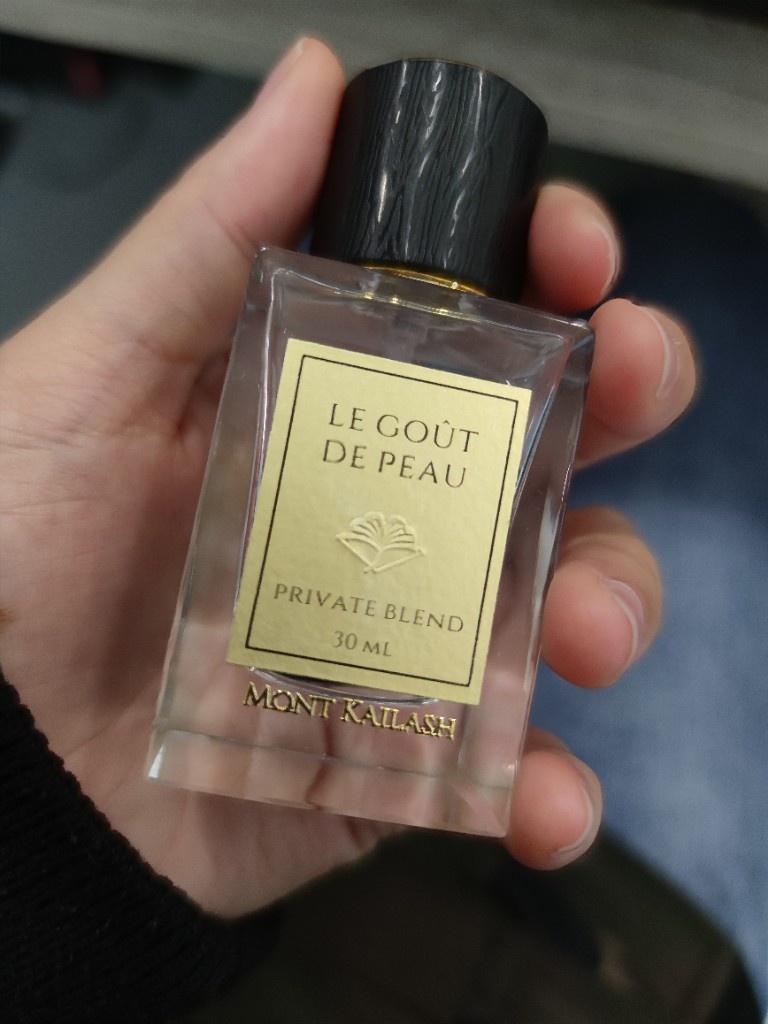 LE GOÛT
DE PEAU
PRIVATE BLEND
30 ML
MONT KAILASH